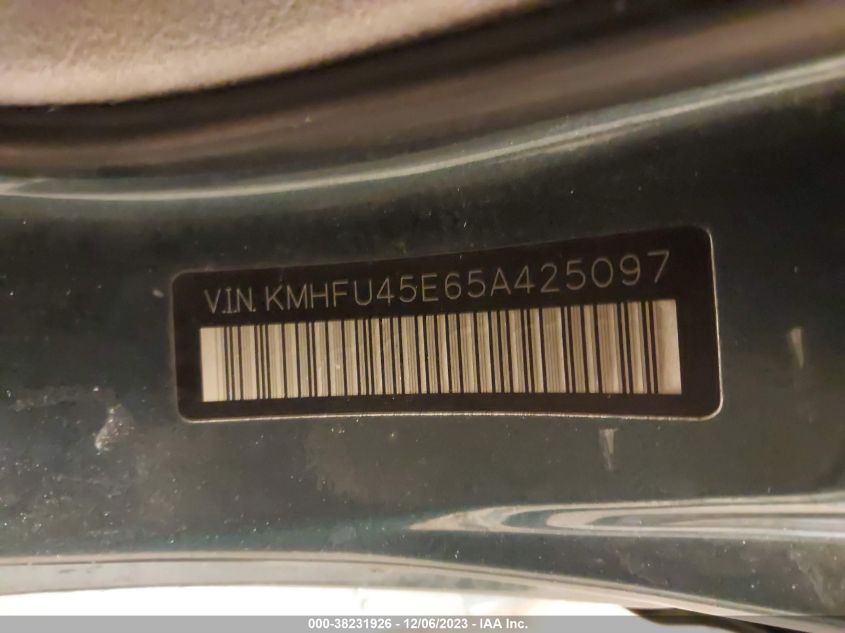 V.I.N. KMHFU45E65A425097
000-38231926 / 12/06/2023 - IAA Inc.